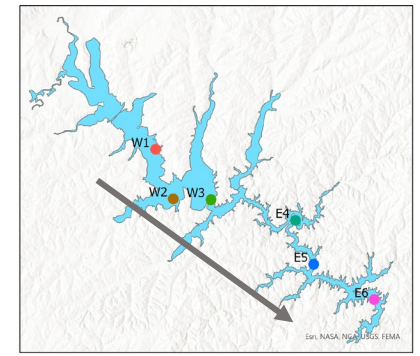 W1
W2
W3
E4
E5
E6
Esri, NASA, NGA, USGS, FEMA